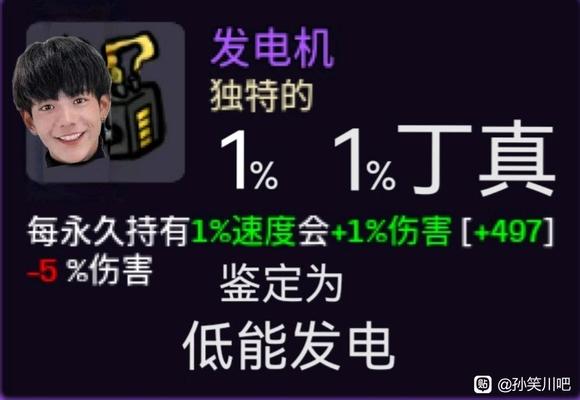 发电机
独特的
1% 1%丁真
每永久持有1%速度会+1%伤害 [+497]
-5 %伤害
鉴定为
低能发电
贴 @孙笑川吧